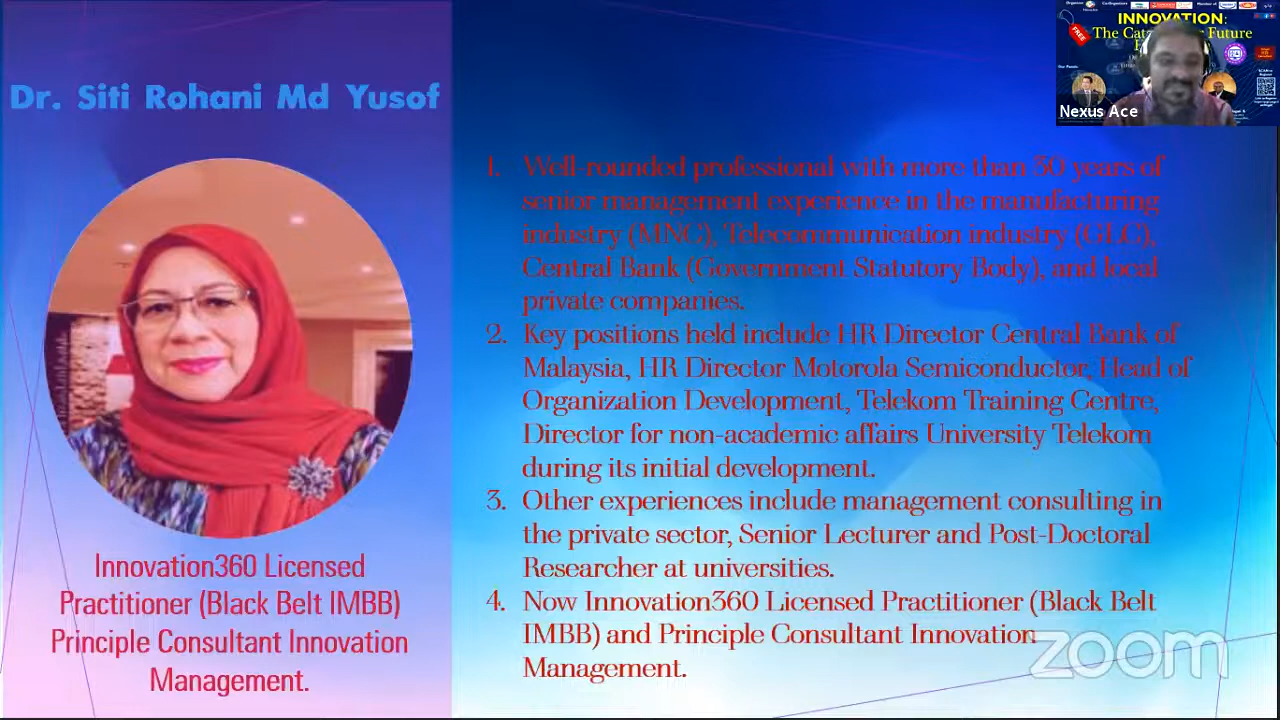 Dr. Siti Rohani Md Yusof
Innovation360 Licensed
Practitioner (Black Belt IMBB)
Principle Consultant Innovation
Management.
1. Well-rounded professional with more than 30 years of
senior management experience in the manufacturing
industry (MNC), Telecommunication industry (GLC),
Central Bank (Government Statutory Body), and local
private companies.
2. Key positions held include HR Director Central Bank of
Malaysia, HR Director Motorola Semiconductor, Head of
Organization Development, Telekom Training Centre,
Director for non-academic affairs University Telekom
during its initial development.
3. Other experiences include management consulting in
the private sector, Senior Lecturer and Post-Doctoral
Researcher at universities.
4. Now Innovation360 Licensed Practitioner (Black Belt
IMBB) and Principle Consultant Innovation
Management.
INNOVATION:
The Future
FREE
Nexus Ace
zoom